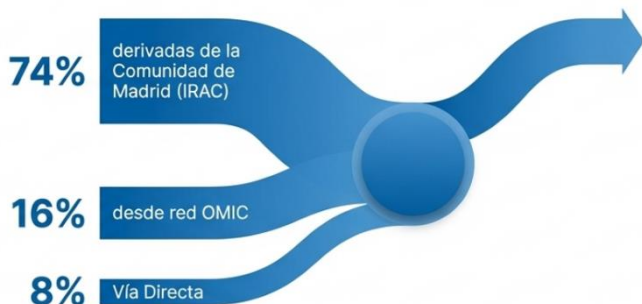 74%
derivadas de la
Comunidad de
Madrid (IRAC)
16%
desde red OMIC
8%
Vía Directa